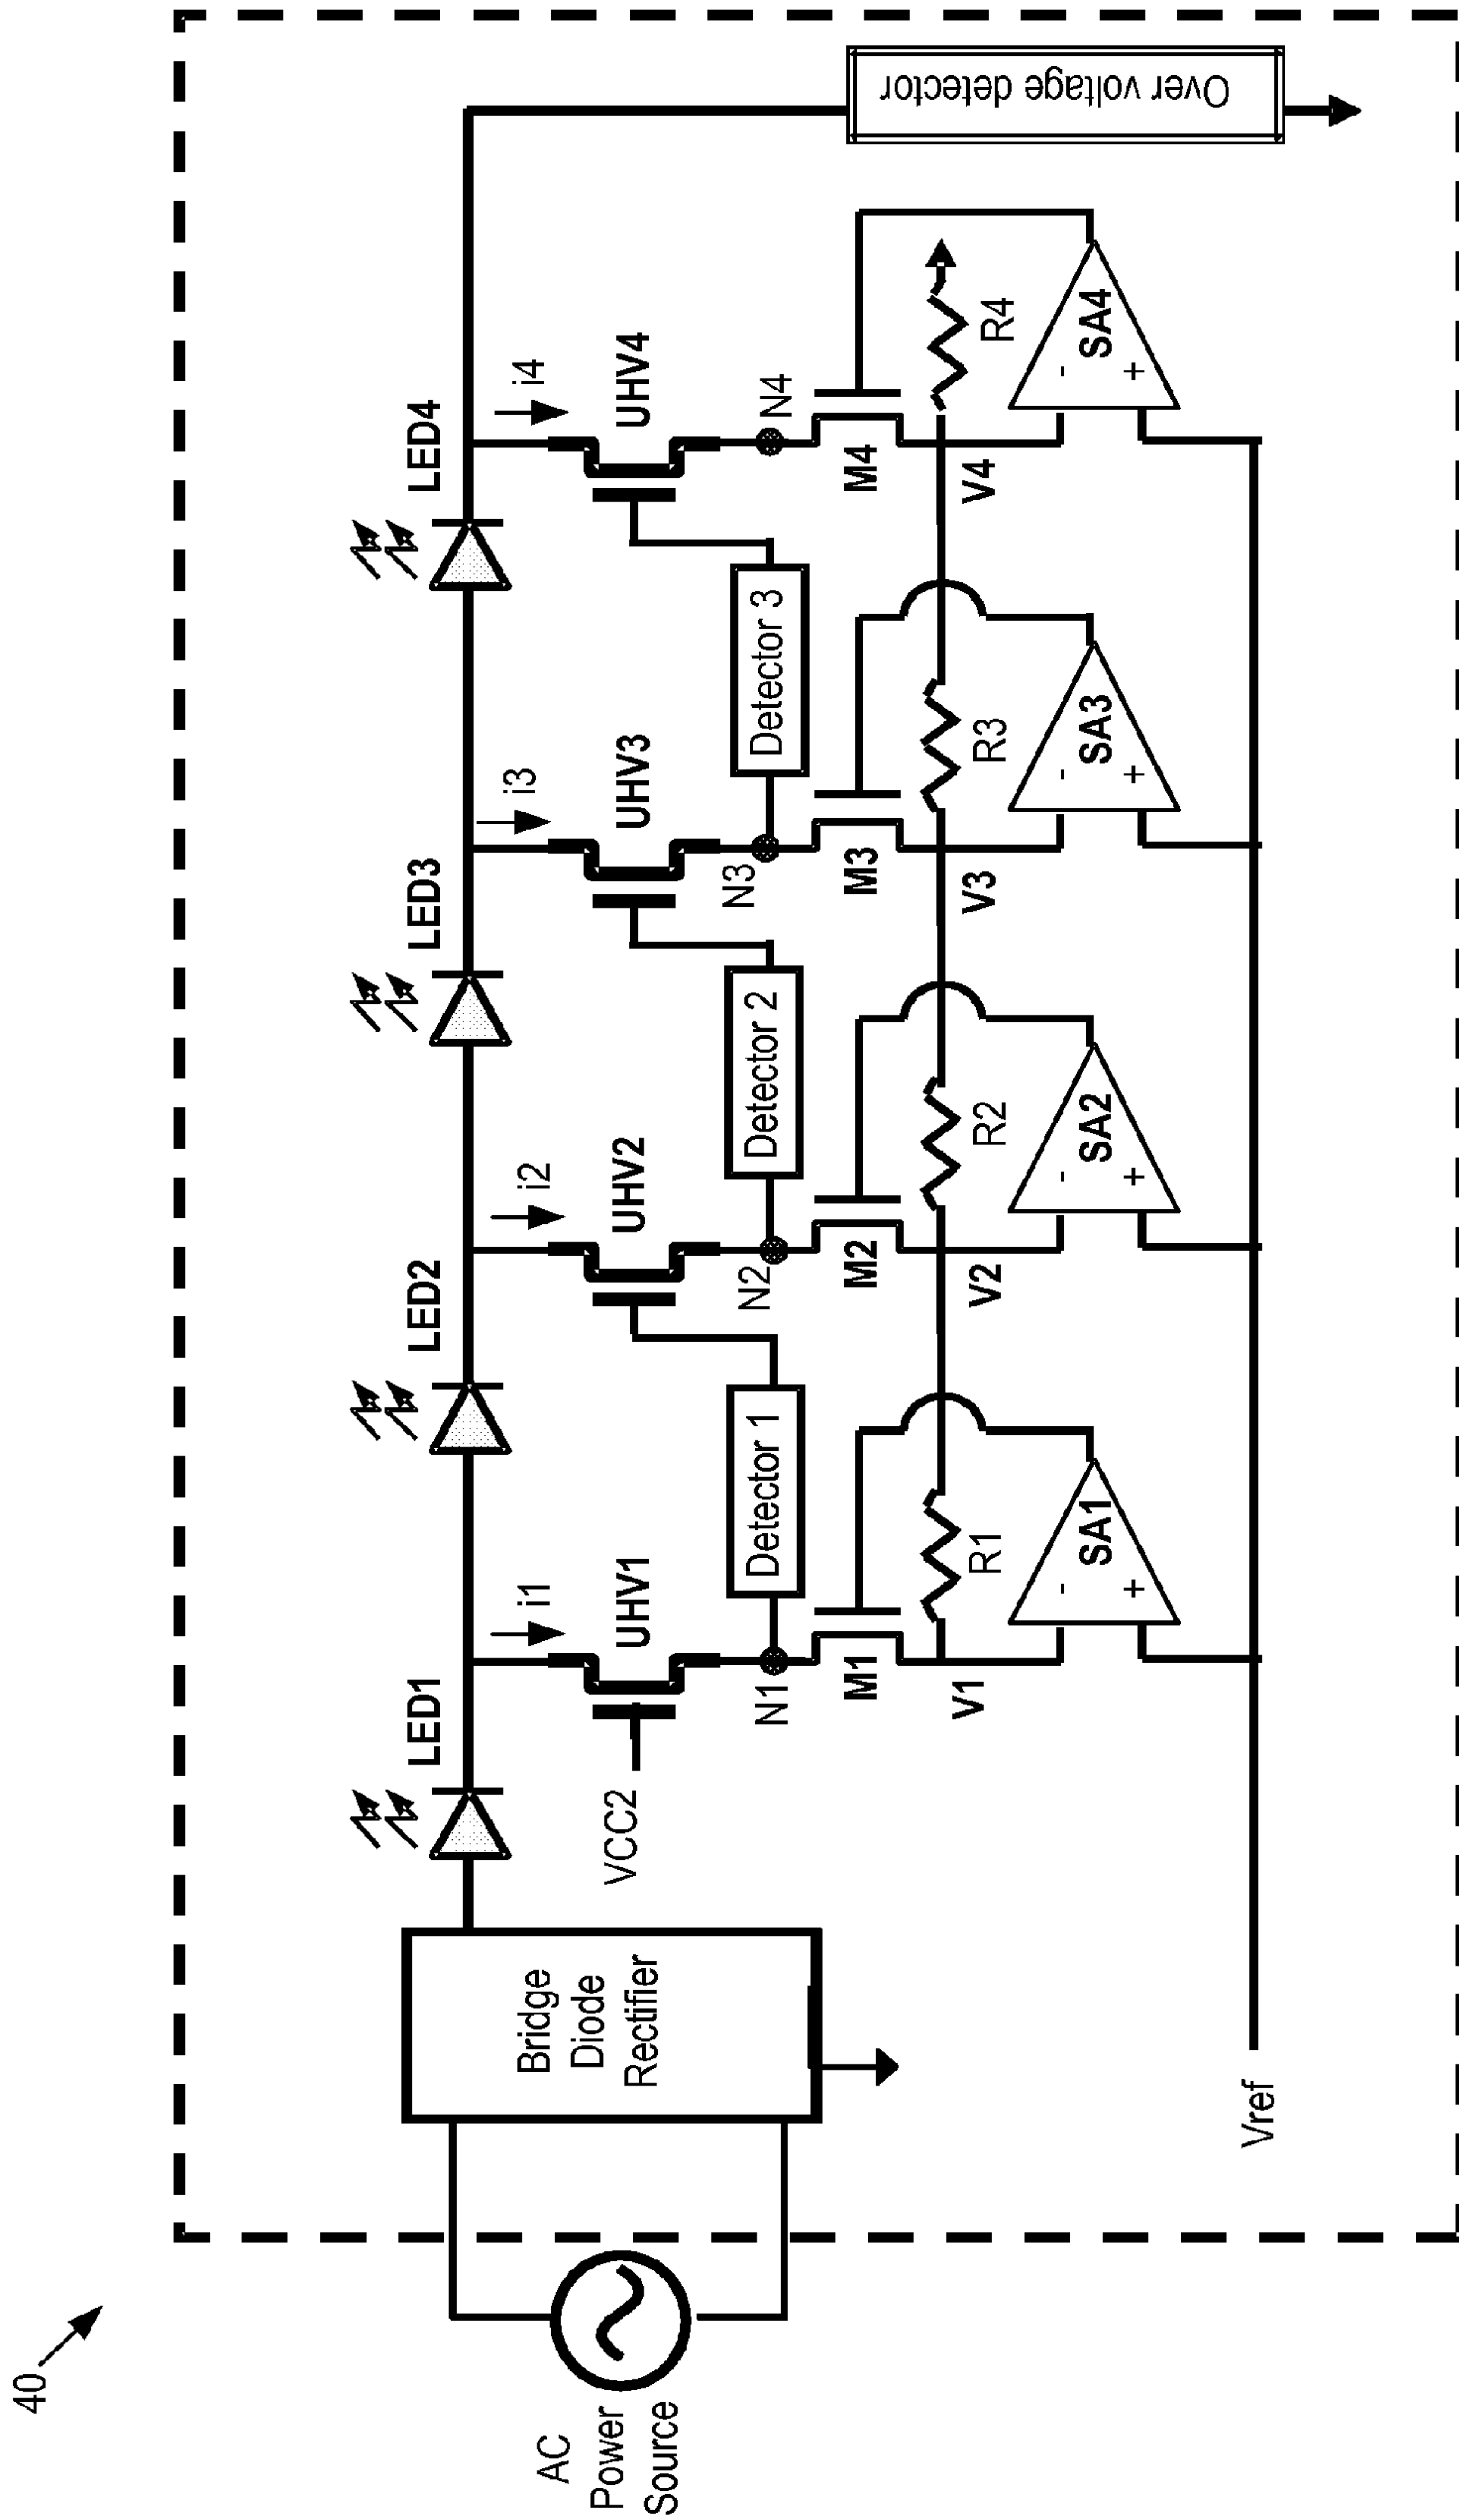 40
AC
Power
Source
Bridge
Diode
Rectifier
LED1
LED2
LED3
LED4
i1
i2
i3
i4
VCC2
UHV1
UHV2
UHV3
UHV4
N1
Detector 1
N2
Detector 2
N3
Detector 3
N4
Over voltage detector
M1
M2
M3
M4
V1
R1
V2
R2
V3
R3
V4
R4
-
SA1
+
-
SA2
+
-
SA3
+
-
SA4
+
Vref